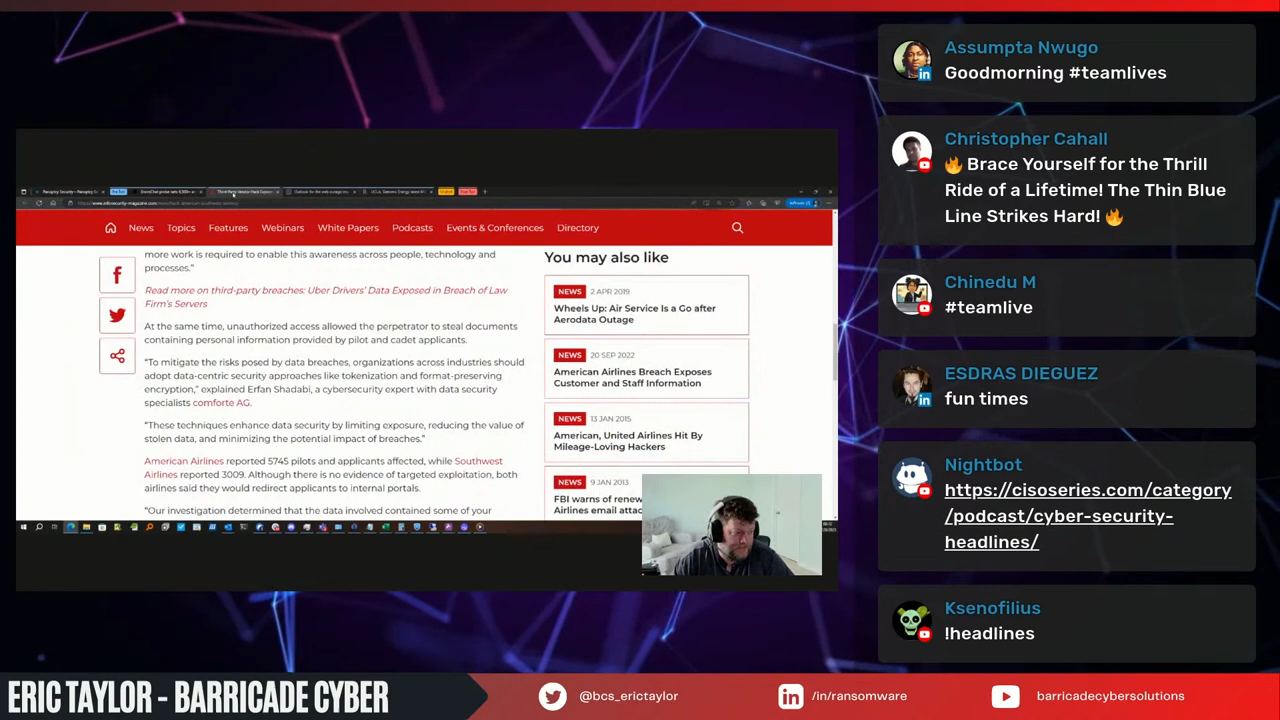 News
Topics
Features
Webinars
White Papers
Podcasts
Events & Conferences
Directory
more work is required to enable this awareness across people, technology and
processes.”
Read more on third-party breaches: Uber Drivers’ Data Exposed in Breach of Law
Firm’s Servers
At the same time, unauthorized access allowed the perpetrator to steal documents
containing personal information provided by pilot and cadet applicants.
“To mitigate the risks posed by data breaches, organizations across industries should
adopt data-centric security approaches like tokenization and format-preserving
encryption,” explained Erfan Shadabi, a cybersecurity expert with data security
specialists comforte AG.
“These techniques enhance data security by limiting exposure, reducing the value of
stolen data, and minimizing the potential impact of breaches.”
American Airlines reported 5745 pilots and applicants affected, while Southwest
Airlines reported 3009. Although there is no evidence of targeted exploitation, both
airlines said they would redirect applicants to internal portals.
“Our investigation determined that the data involved contained some of your
You may also like
NEWS 2 APR 2019
Wheels Up: Air Service Is a Go after
Aerodata Outage
NEWS 20 SEP 2022
American Airlines Breach Exposes
Customer and Staff Information
NEWS 13 JAN 2015
American, United Airlines Hit By
Mileage-Loving Hackers
NEWS 9 JAN 2013
FBI warns of renew
Airlines email attac
Assumpta Nwugo
Goodmorning #teamlives
Christopher Cahall
🔥 Brace Yourself for the Thrill
Ride of a Lifetime! The Thin Blue
Line Strikes Hard! 🔥
Chinedu M
#teamlive
ESDRAS DIEGUEZ
fun times
Nightbot
https://cisoseries.com/category
/podcast/cyber-security-
headlines/
Ksenofilius
!headlines
ERIC TAYLOR - BARRICADE CYBER
@bcs_erictaylor
/in/ransomware
barricadecybersolutions